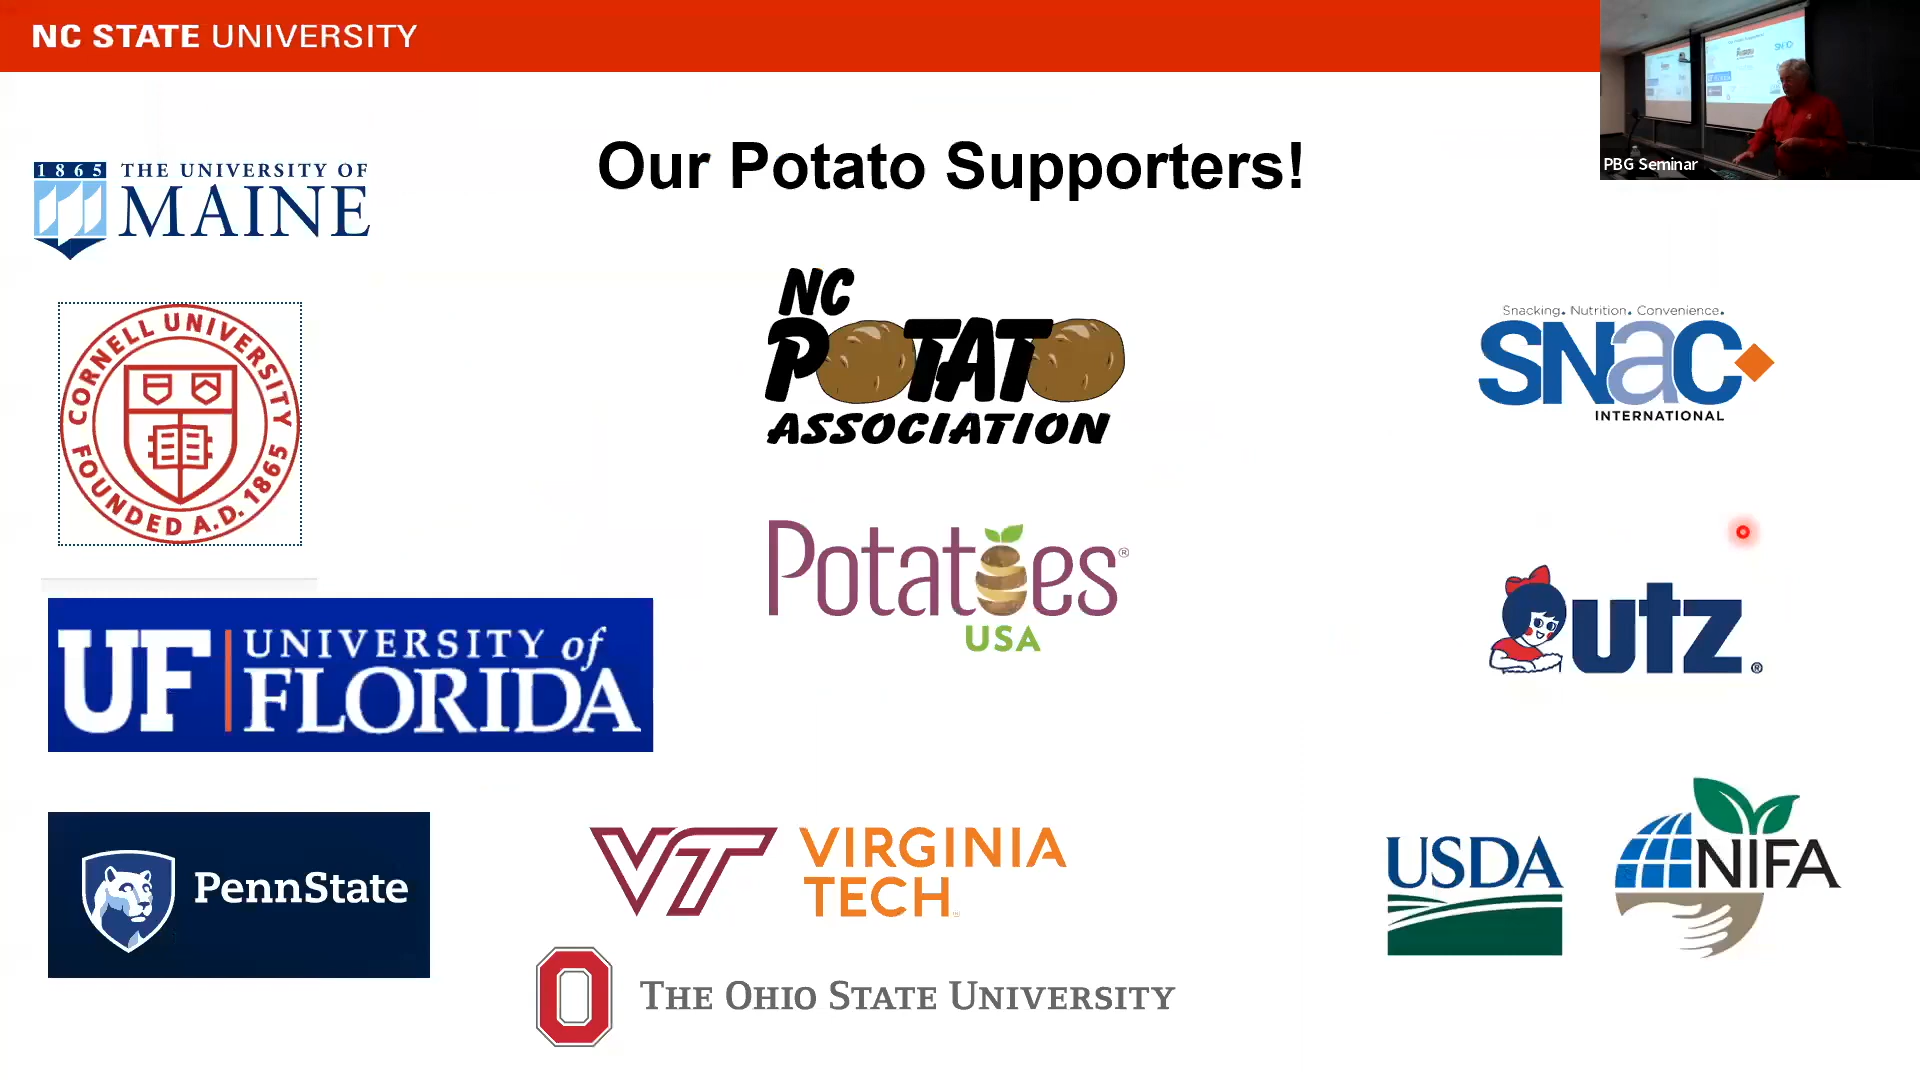 NC STATE UNIVERSITY
PBG Seminar
Our Potato Supporters!
1865 THE UNIVERSITY OF
MAINE
CORNELL UNIVERSITY
FOUNDED A.D. 1865
NC
POTATO
ASSOCIATION
Snacking. Nutrition. Convenience.
SNaC
INTERNATIONAL
Potatoes®
USA
utz®
UF UNIVERSITY of
FLORIDA
PennState
VT VIRGINIA
TECH
USDA
NIFA
THE OHIO STATE UNIVERSITY